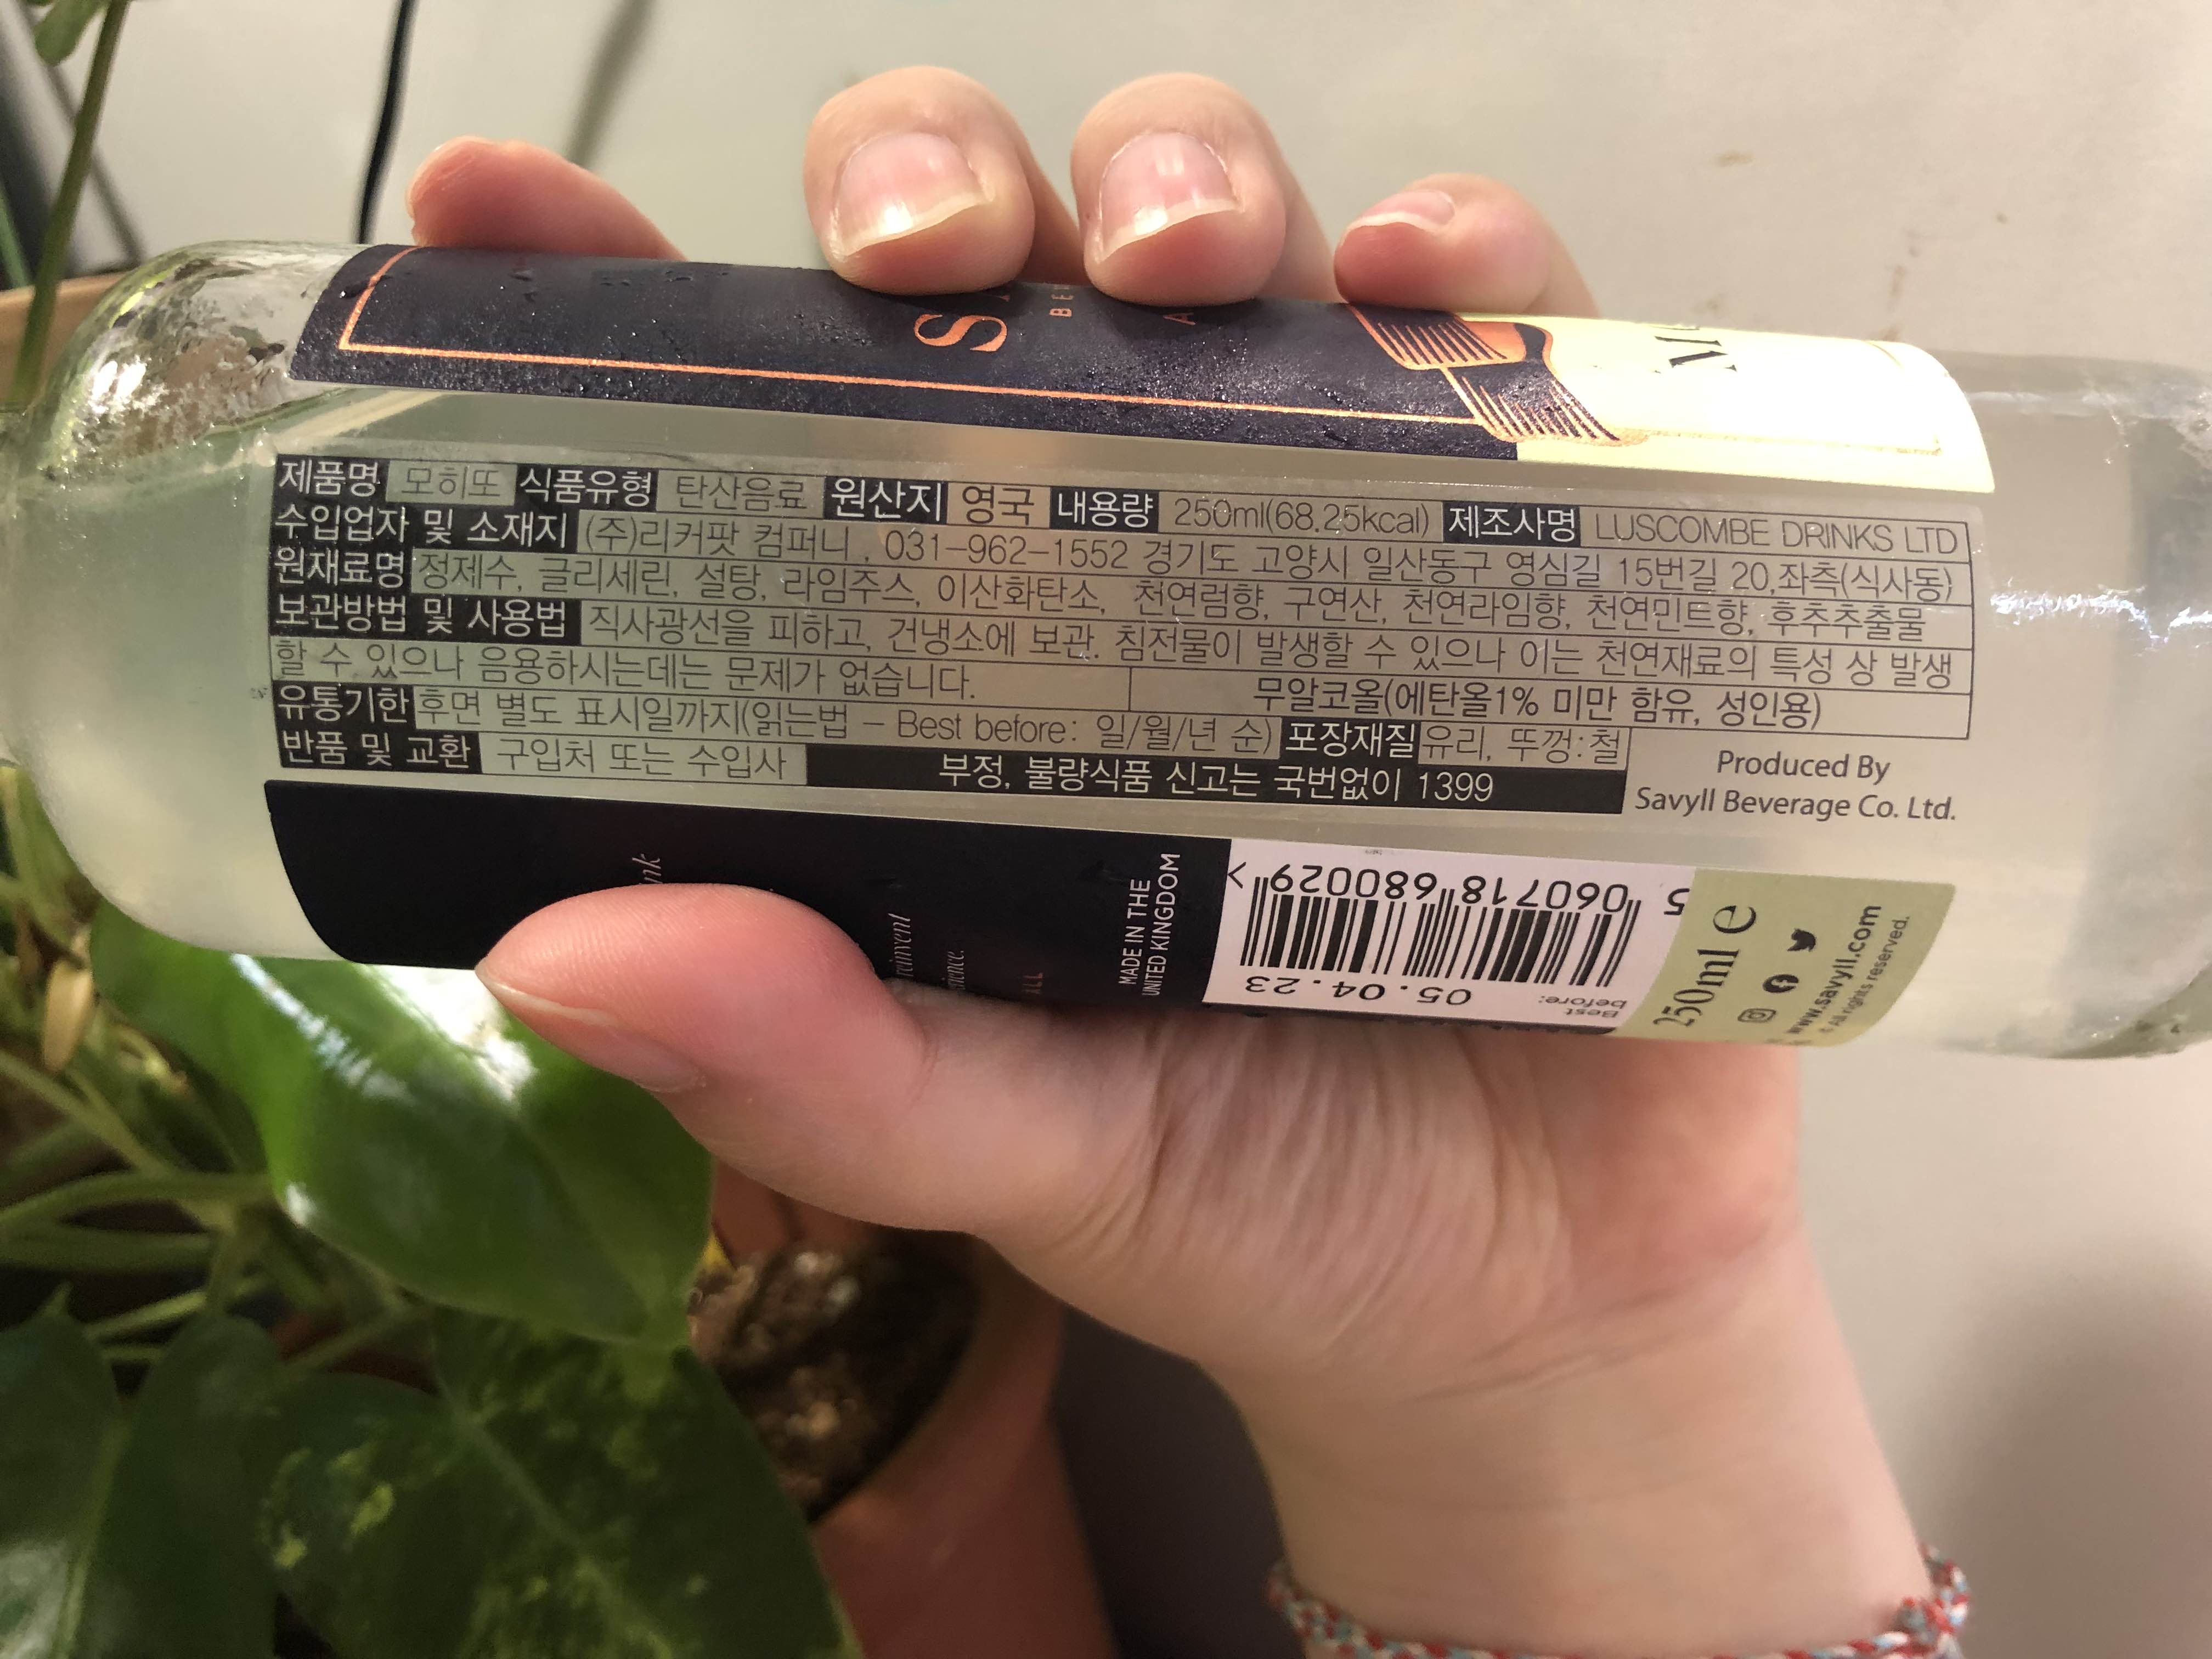 제품명 모히또 식품유형 탄산음료 원산지 영국 내용량 250ml(68.25kcal) 제조사명 LUSCOMBE DRINKS LTD
수입업자 및 소재지 (주)리커팟 컴퍼니 , 031-962-1552 경기도 고양시 일산동구 영심길 15번길 20,좌측(식사동)
원재료명 정제수, 글리세린, 설탕, 라임주스, 이산화탄소, 천연럼향, 구연산, 천연라임향, 천연민트향, 후추추출물
보관방법 및 사용법 직사광선을 피하고, 건냉소에 보관. 침전물이 발생할 수 있으나 이는 천연재료의 특성 상 발생
할 수 있으나 음용하시는데는 문제가 없습니다.
무알코올(에탄올1% 미만 함유, 성인용)
유통기한 후면 별도 표시일까지(읽는법 - Best before: 일/월/년 순) 포장재질 유리, 뚜껑:철
반품 및 교환 구입처 또는 수입사 부정, 불량식품 신고는 국번없이 1399
Produced By
Savyll Beverage Co. Ltd.
MADE IN THE
UNITED KINGDOM
5 060718 680029 >
Best before: 05.04.23
250ml e
www.savyll.com
All rights reserved.